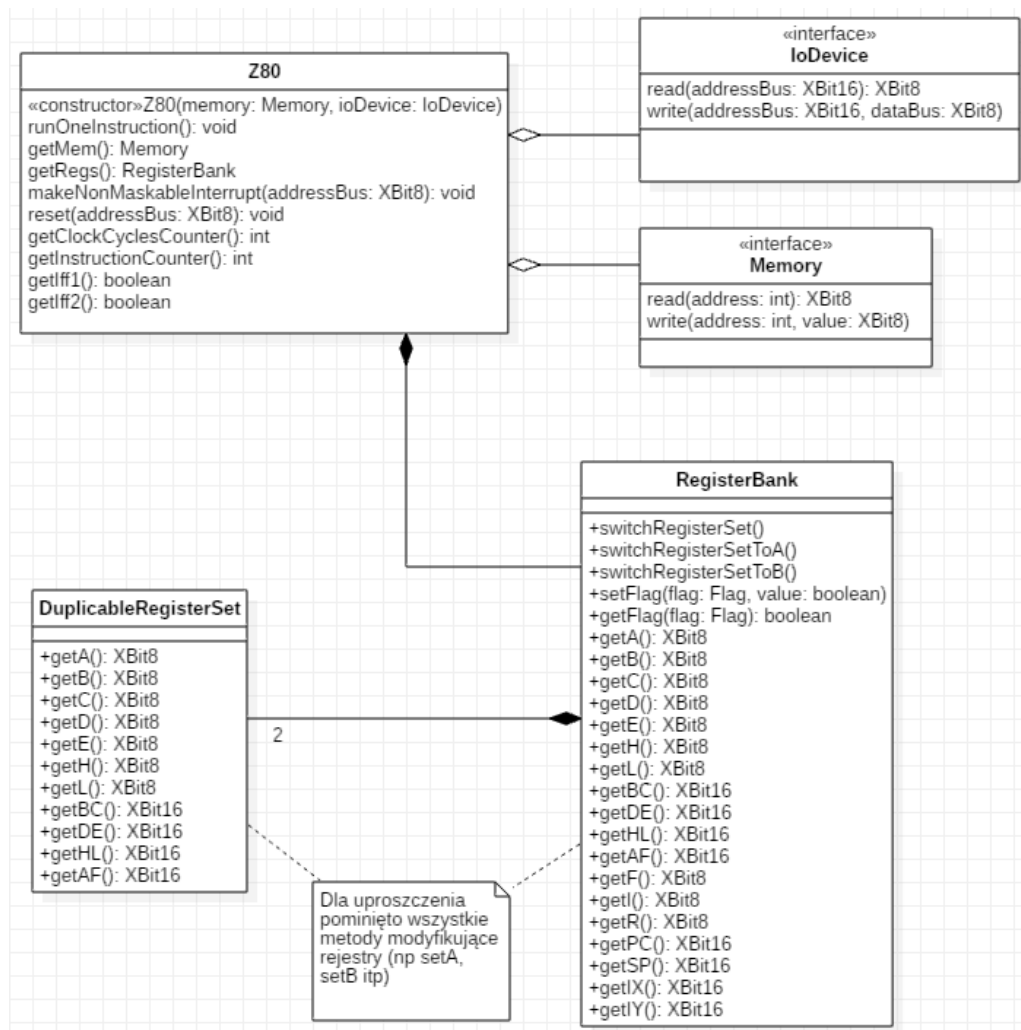 Z80
«constructor»Z80(memory: Memory, ioDevice: IoDevice)
runOneInstruction(): void
getMem(): Memory
getRegs(): RegisterBank
makeNonMaskableInterrupt(addressBus: XBit8): void
reset(addressBus: XBit8): void
getClockCyclesCounter(): int
getInstructionCounter(): int
getIff1(): boolean
getIff2(): boolean
«interface»
IoDevice
read(addressBus: XBit16): XBit8
write(addressBus: XBit16, dataBus: XBit8)
«interface»
Memory
read(address: int): XBit8
write(address: int, value: XBit8)
RegisterBank
+switchRegisterSet()
+switchRegisterSetToA()
+switchRegisterSetToB()
+setFlag(flag: Flag, value: boolean)
+getFlag(flag: Flag): boolean
+getA(): XBit8
+getB(): XBit8
+getC(): XBit8
+getD(): XBit8
+getE(): XBit8
+getH(): XBit8
+getL(): XBit8
+getBC(): XBit16
+getDE(): XBit16
+getHL(): XBit16
+getAF(): XBit16
+getF(): XBit8
+getI(): XBit8
+getR(): XBit8
+getPC(): XBit16
+getSP(): XBit16
+getIX(): XBit16
+getIY(): XBit16
DuplicableRegisterSet
+getA(): XBit8
+getB(): XBit8
+getC(): XBit8
+getD(): XBit8
+getE(): XBit8
+getH(): XBit8
+getL(): XBit8
+getBC(): XBit16
+getDE(): XBit16
+getHL(): XBit16
+getAF(): XBit16
2
Dla uproszczenia
pominięto wszystkie
metody modyfikujące
rejestry (np setA,
setB itp)